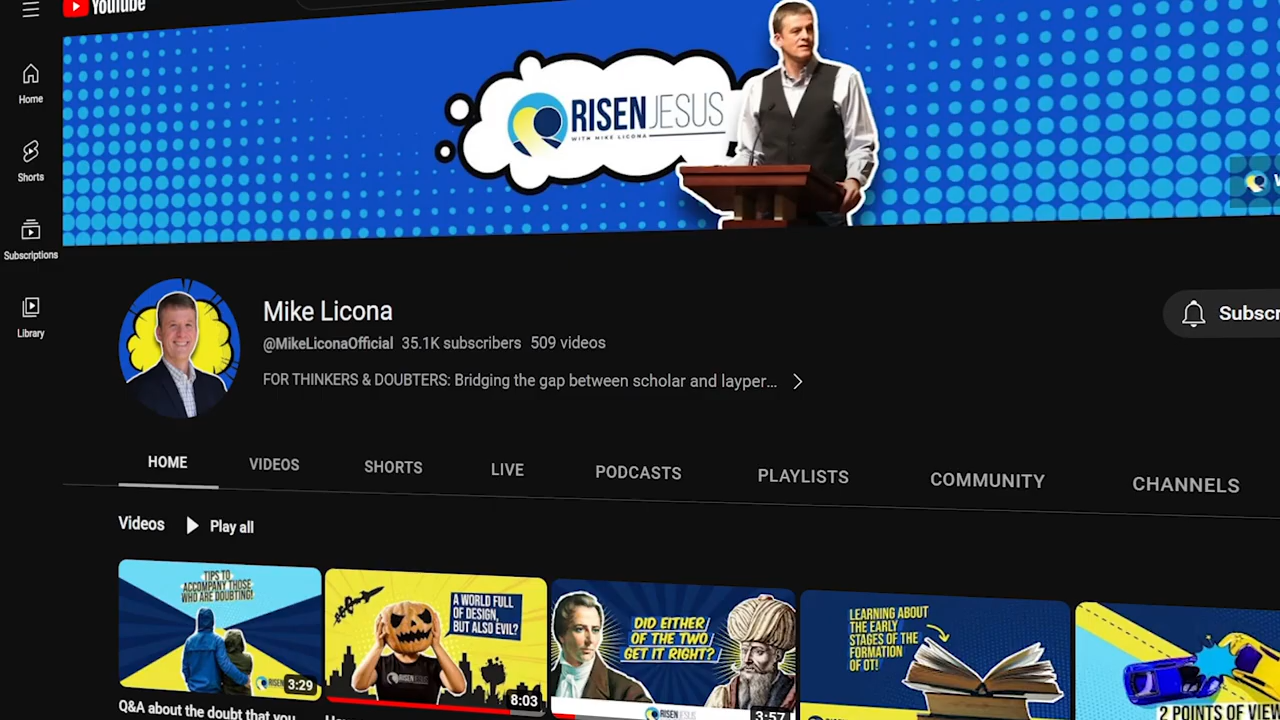 YouTube
Home
Shorts
Subscriptions
Library
RISEN JESUS
WITH MIKE LICONA
Mike Licona
@MikeLiconaOfficial 35.1K subscribers 509 videos
FOR THINKERS & DOUBTERS: Bridging the gap between scholar and layper...
Subscr
HOME VIDEOS SHORTS LIVE PODCASTS PLAYLISTS COMMUNITY CHANNELS
Videos Play all
TIPS TO
ACCOMPANY THOSE
WHO ARE DOUBTING!
RISEN
3:29
A WORLD FULL
OF DESIGN,
BUT ALSO EVIL?
RISENJESUS
8:03
DID EITHER
OF THE TWO
GET IT RIGHT?
RISENJESUS
3:57
LEARNING ABOUT
THE EARLY
STAGES OF THE
FORMATION
OF OT!
2 POINTS OF VIEW
Q&A about the doubt that you